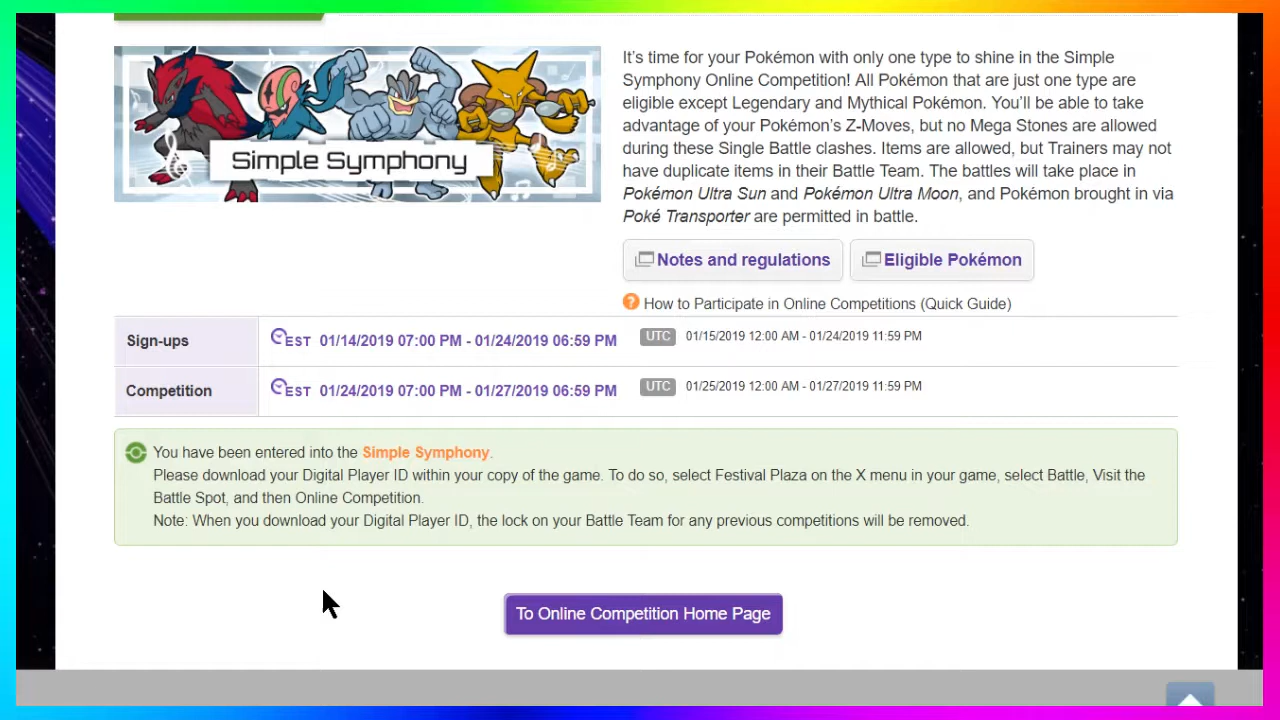 Simple Symphony
It’s time for your Pokémon with only one type to shine in the Simple
Symphony Online Competition! All Pokémon that are just one type are
eligible except Legendary and Mythical Pokémon. You’ll be able to take
advantage of your Pokémon’s Z-Moves, but no Mega Stones are allowed
during these Single Battle clashes. Items are allowed, but Trainers may not
have duplicate items in their Battle Team. The battles will take place in
Pokémon Ultra Sun and Pokémon Ultra Moon, and Pokémon brought in via
Poké Transporter are permitted in battle.
Notes and regulations Eligible Pokémon
? How to Participate in Online Competitions (Quick Guide)
Sign-ups EST 01/14/2019 07:00 PM - 01/24/2019 06:59 PM UTC 01/15/2019 12:00 AM - 01/24/2019 11:59 PM
Competition EST 01/24/2019 07:00 PM - 01/27/2019 06:59 PM UTC 01/25/2019 12:00 AM - 01/27/2019 11:59 PM
You have been entered into the Simple Symphony.
Please download your Digital Player ID within your copy of the game. To do so, select Festival Plaza on the X menu in your game, select Battle, Visit the
Battle Spot, and then Online Competition.
Note: When you download your Digital Player ID, the lock on your Battle Team for any previous competitions will be removed.
To Online Competition Home Page